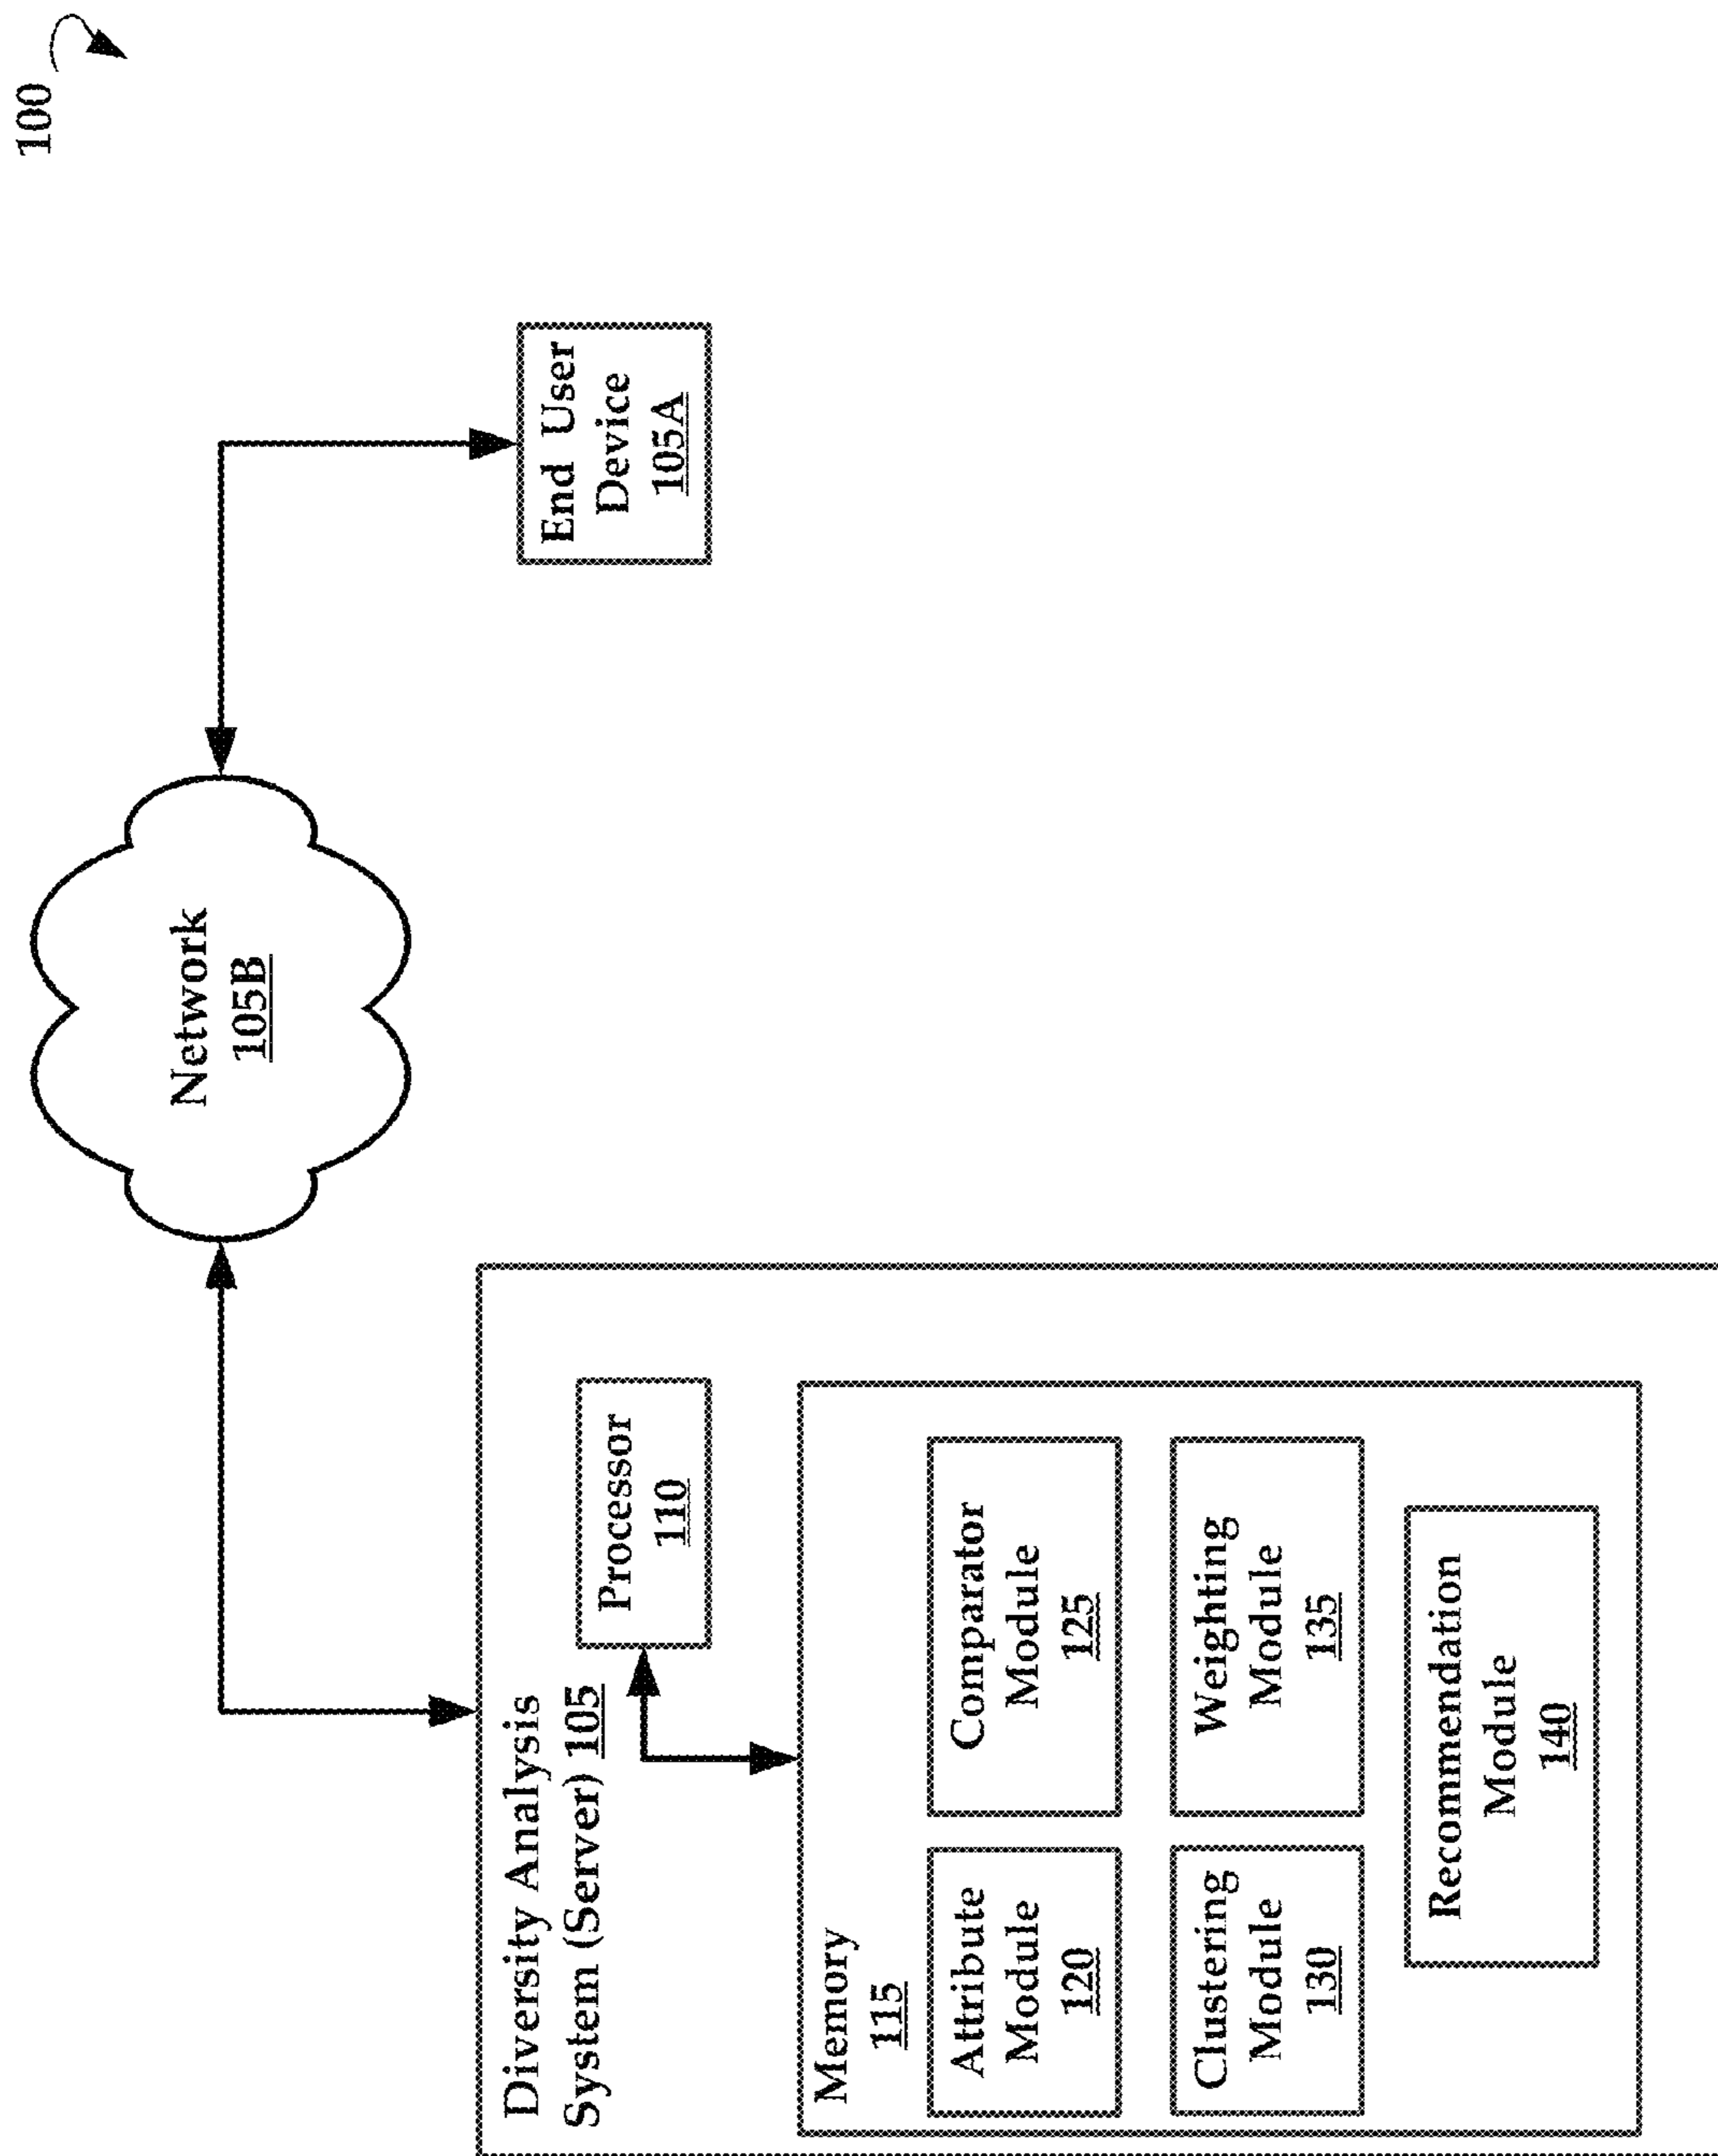 100
Network
105B
End User
Device
105A
Diversity Analysis
System (Server) 105
Processor
110
Memory
115
Attribute
Module
120
Comparator
Module
125
Clustering
Module
130
Weighting
Module
135
Recommendation
Module
140